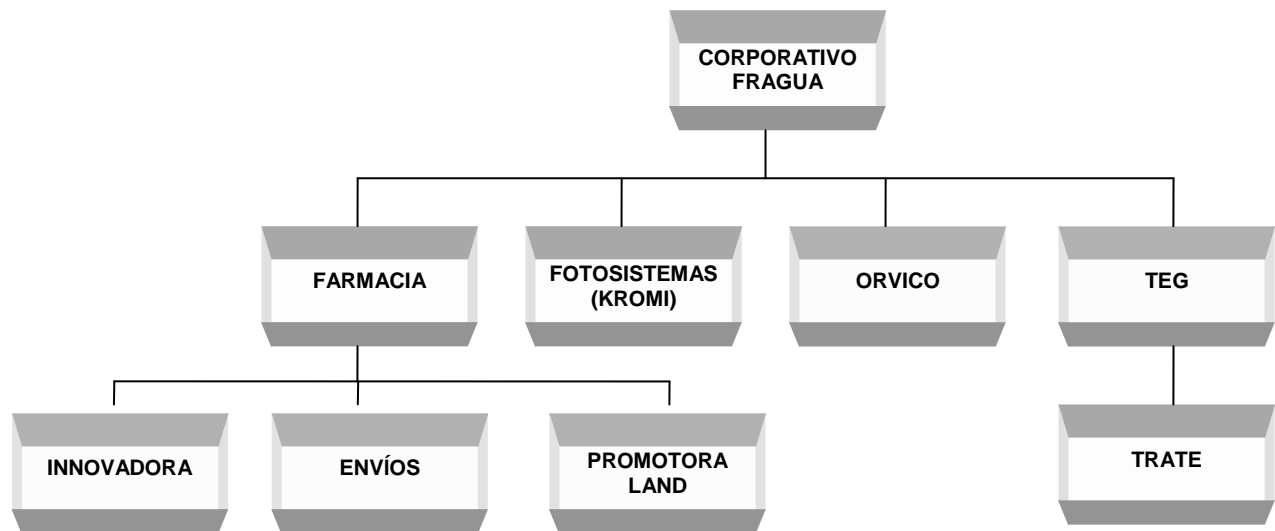 CORPORATIVO
FRAGUA
FARMACIA
FOTOSISTEMAS
(KROMI)
ORVICO
TEG
INNOVADORA
ENVÍOS
PROMOTORA
LAND
TRATE